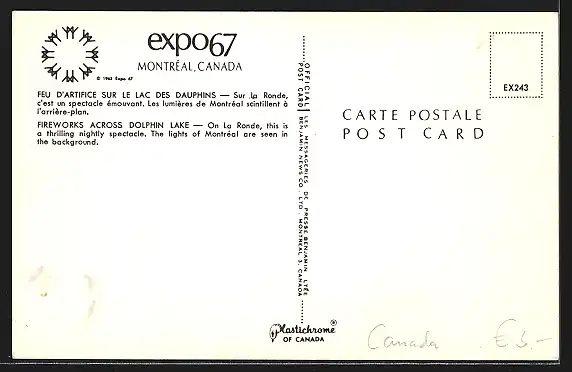 expo67
MONTRÉAL, CANADA
© 1963 Expo 67
FEU D'ARTIFICE SUR LE LAC DES DAUPHINS — Sur La Ronde,
c'est un spectacle émouvant. Les lumières de Montréal scintillent à
l'arrière-plan.
FIREWORKS ACROSS DOLPHIN LAKE — On La Ronde, this is
a thrilling nightly spectacle. The lights of Montréal are seen in
the background.
OFFICIAL POST CARD
LES MESSAGERIES DE PRESSE BENJAMIN LTÉE
BENJAMIN NEWS CO. LTD. MONTREAL 3, CANADA
EX243
CARTE POSTALE
POST CARD
Plastichrome®
OF CANADA
Canada